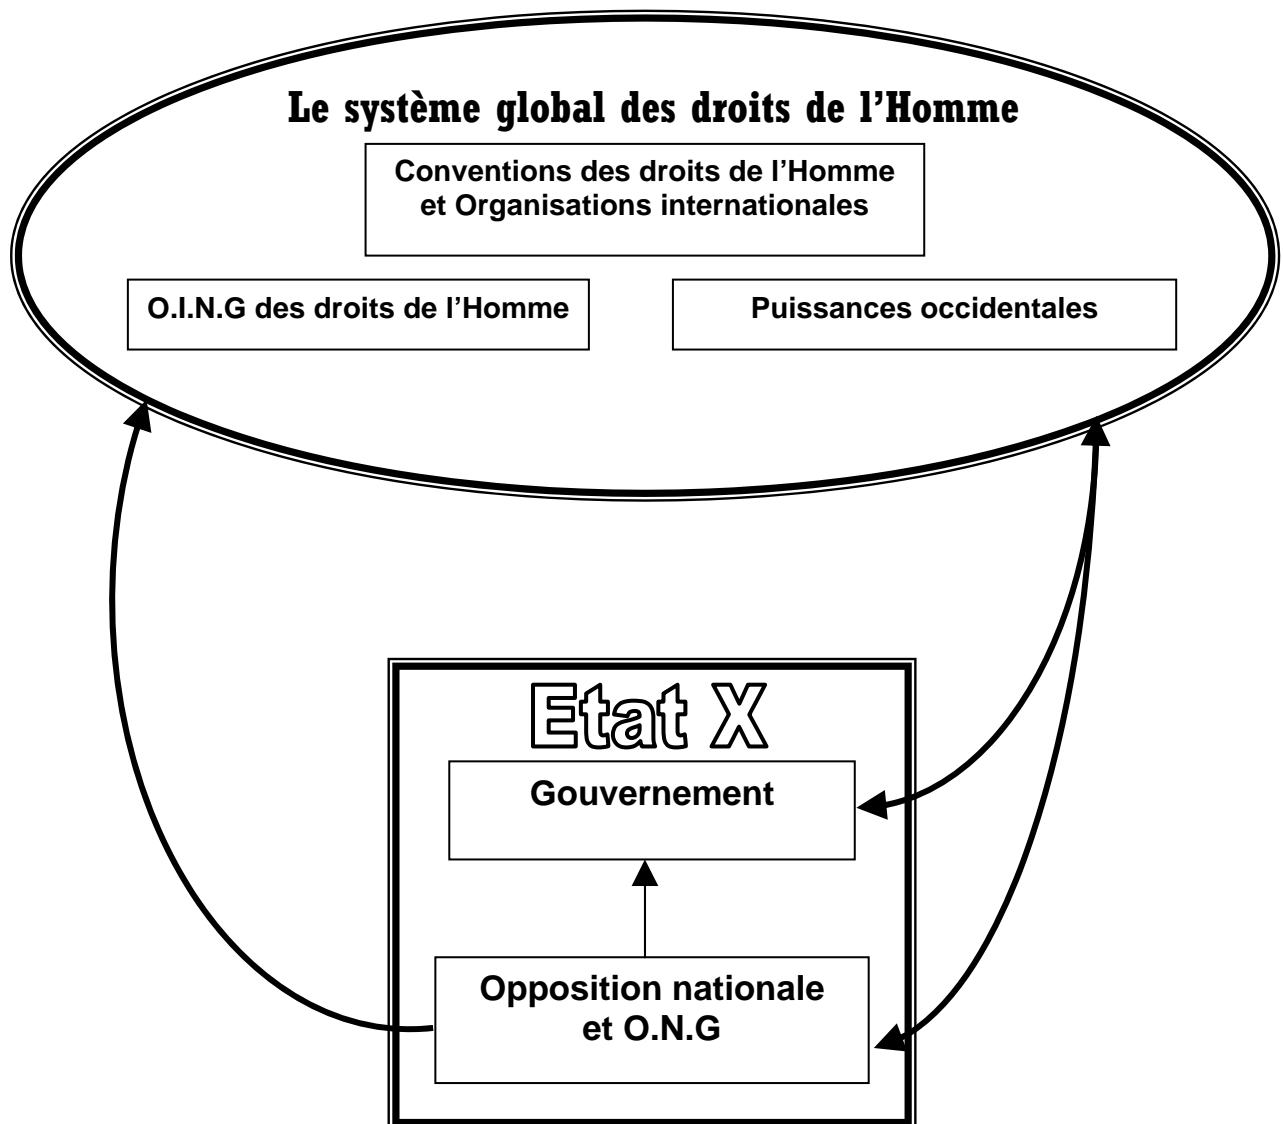 Le système global des droits de l’Homme
Conventions des droits de l’Homme
et Organisations internationales
O.I.N.G des droits de l’Homme
Puissances occidentales
Etat X
Gouvernement
Opposition nationale
et O.N.G